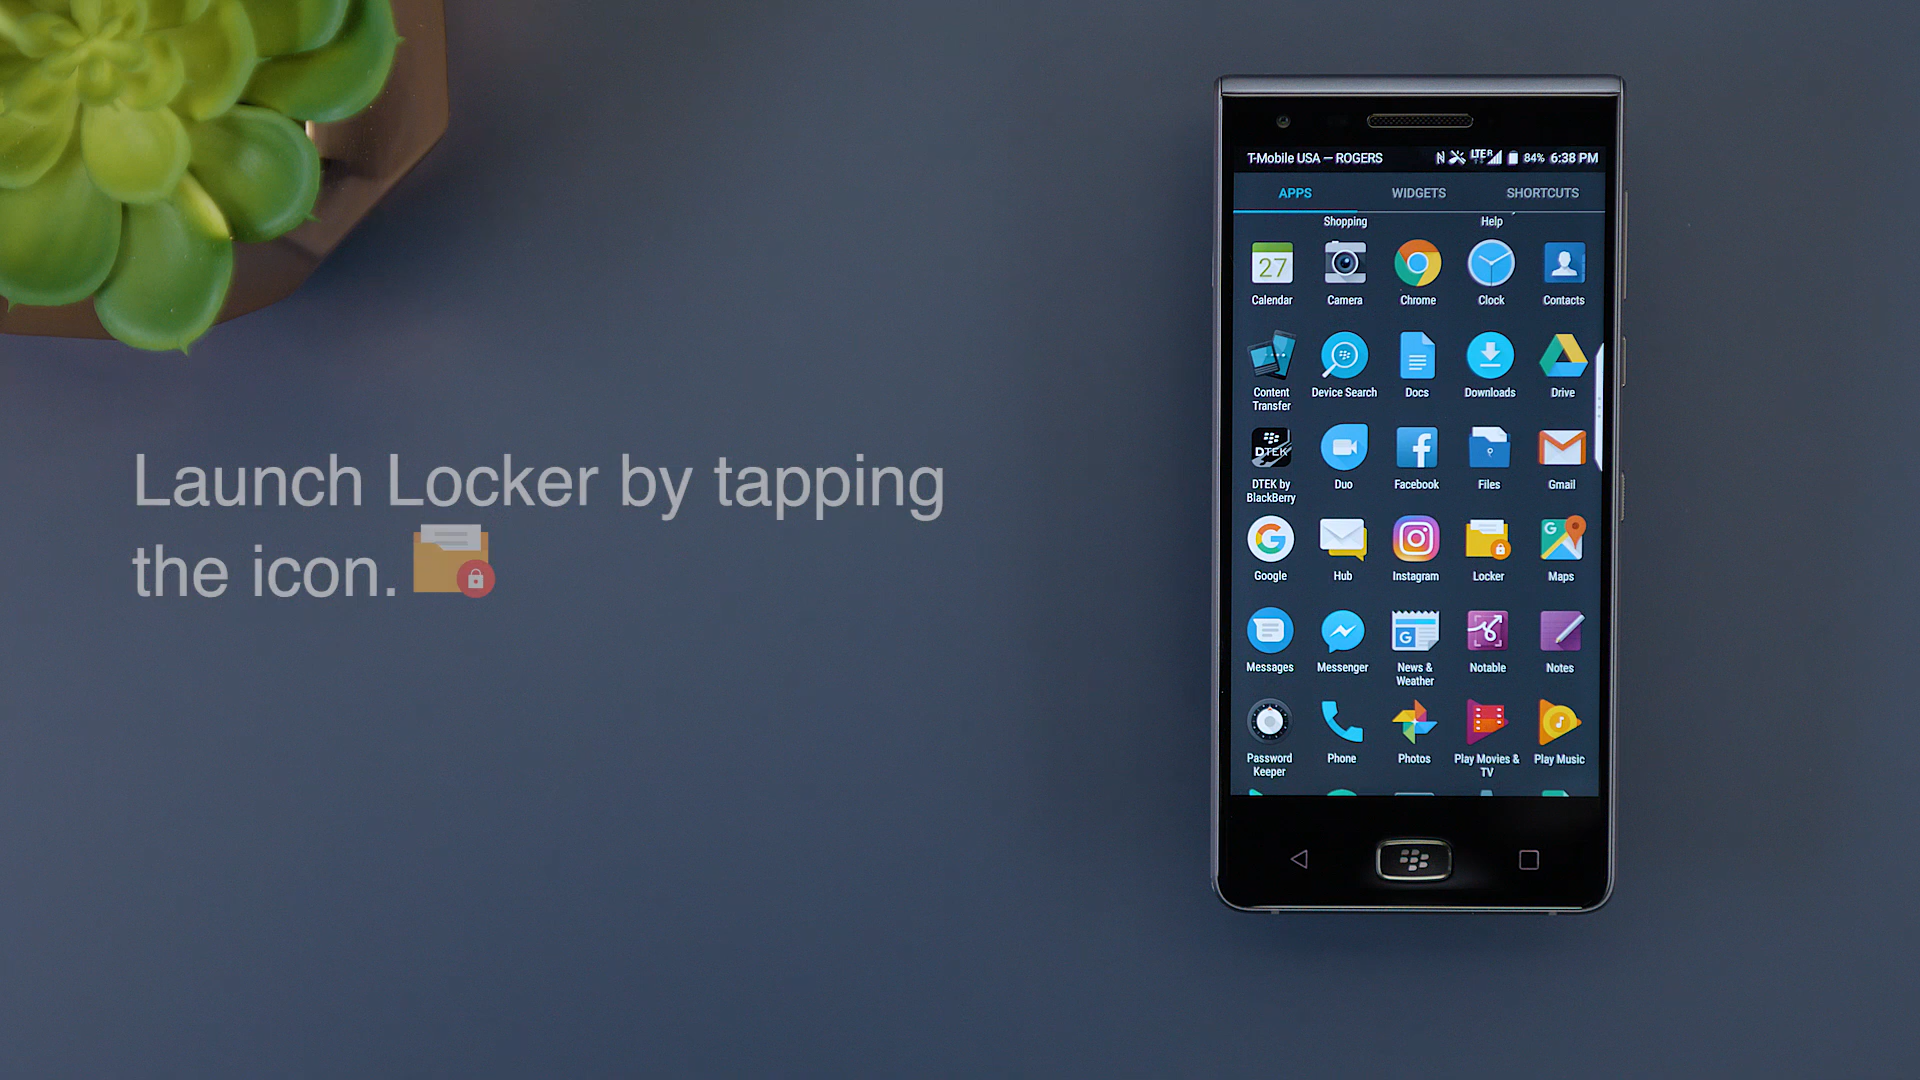 Launch Locker by tapping
the icon.
T-Mobile USA — ROGERS
LTE R 84% 6:38 PM
APPS WIDGETS SHORTCUTS
Shopping Help
27
Calendar Camera Chrome Clock Contacts
Content Transfer Device Search Docs Downloads Drive
DTEK
DTEK by BlackBerry Duo Facebook Files Gmail
Google Hub Instagram Locker Maps
Messages Messenger News & Weather Notable Notes
Password Keeper Phone Photos Play Movies & TV Play Music